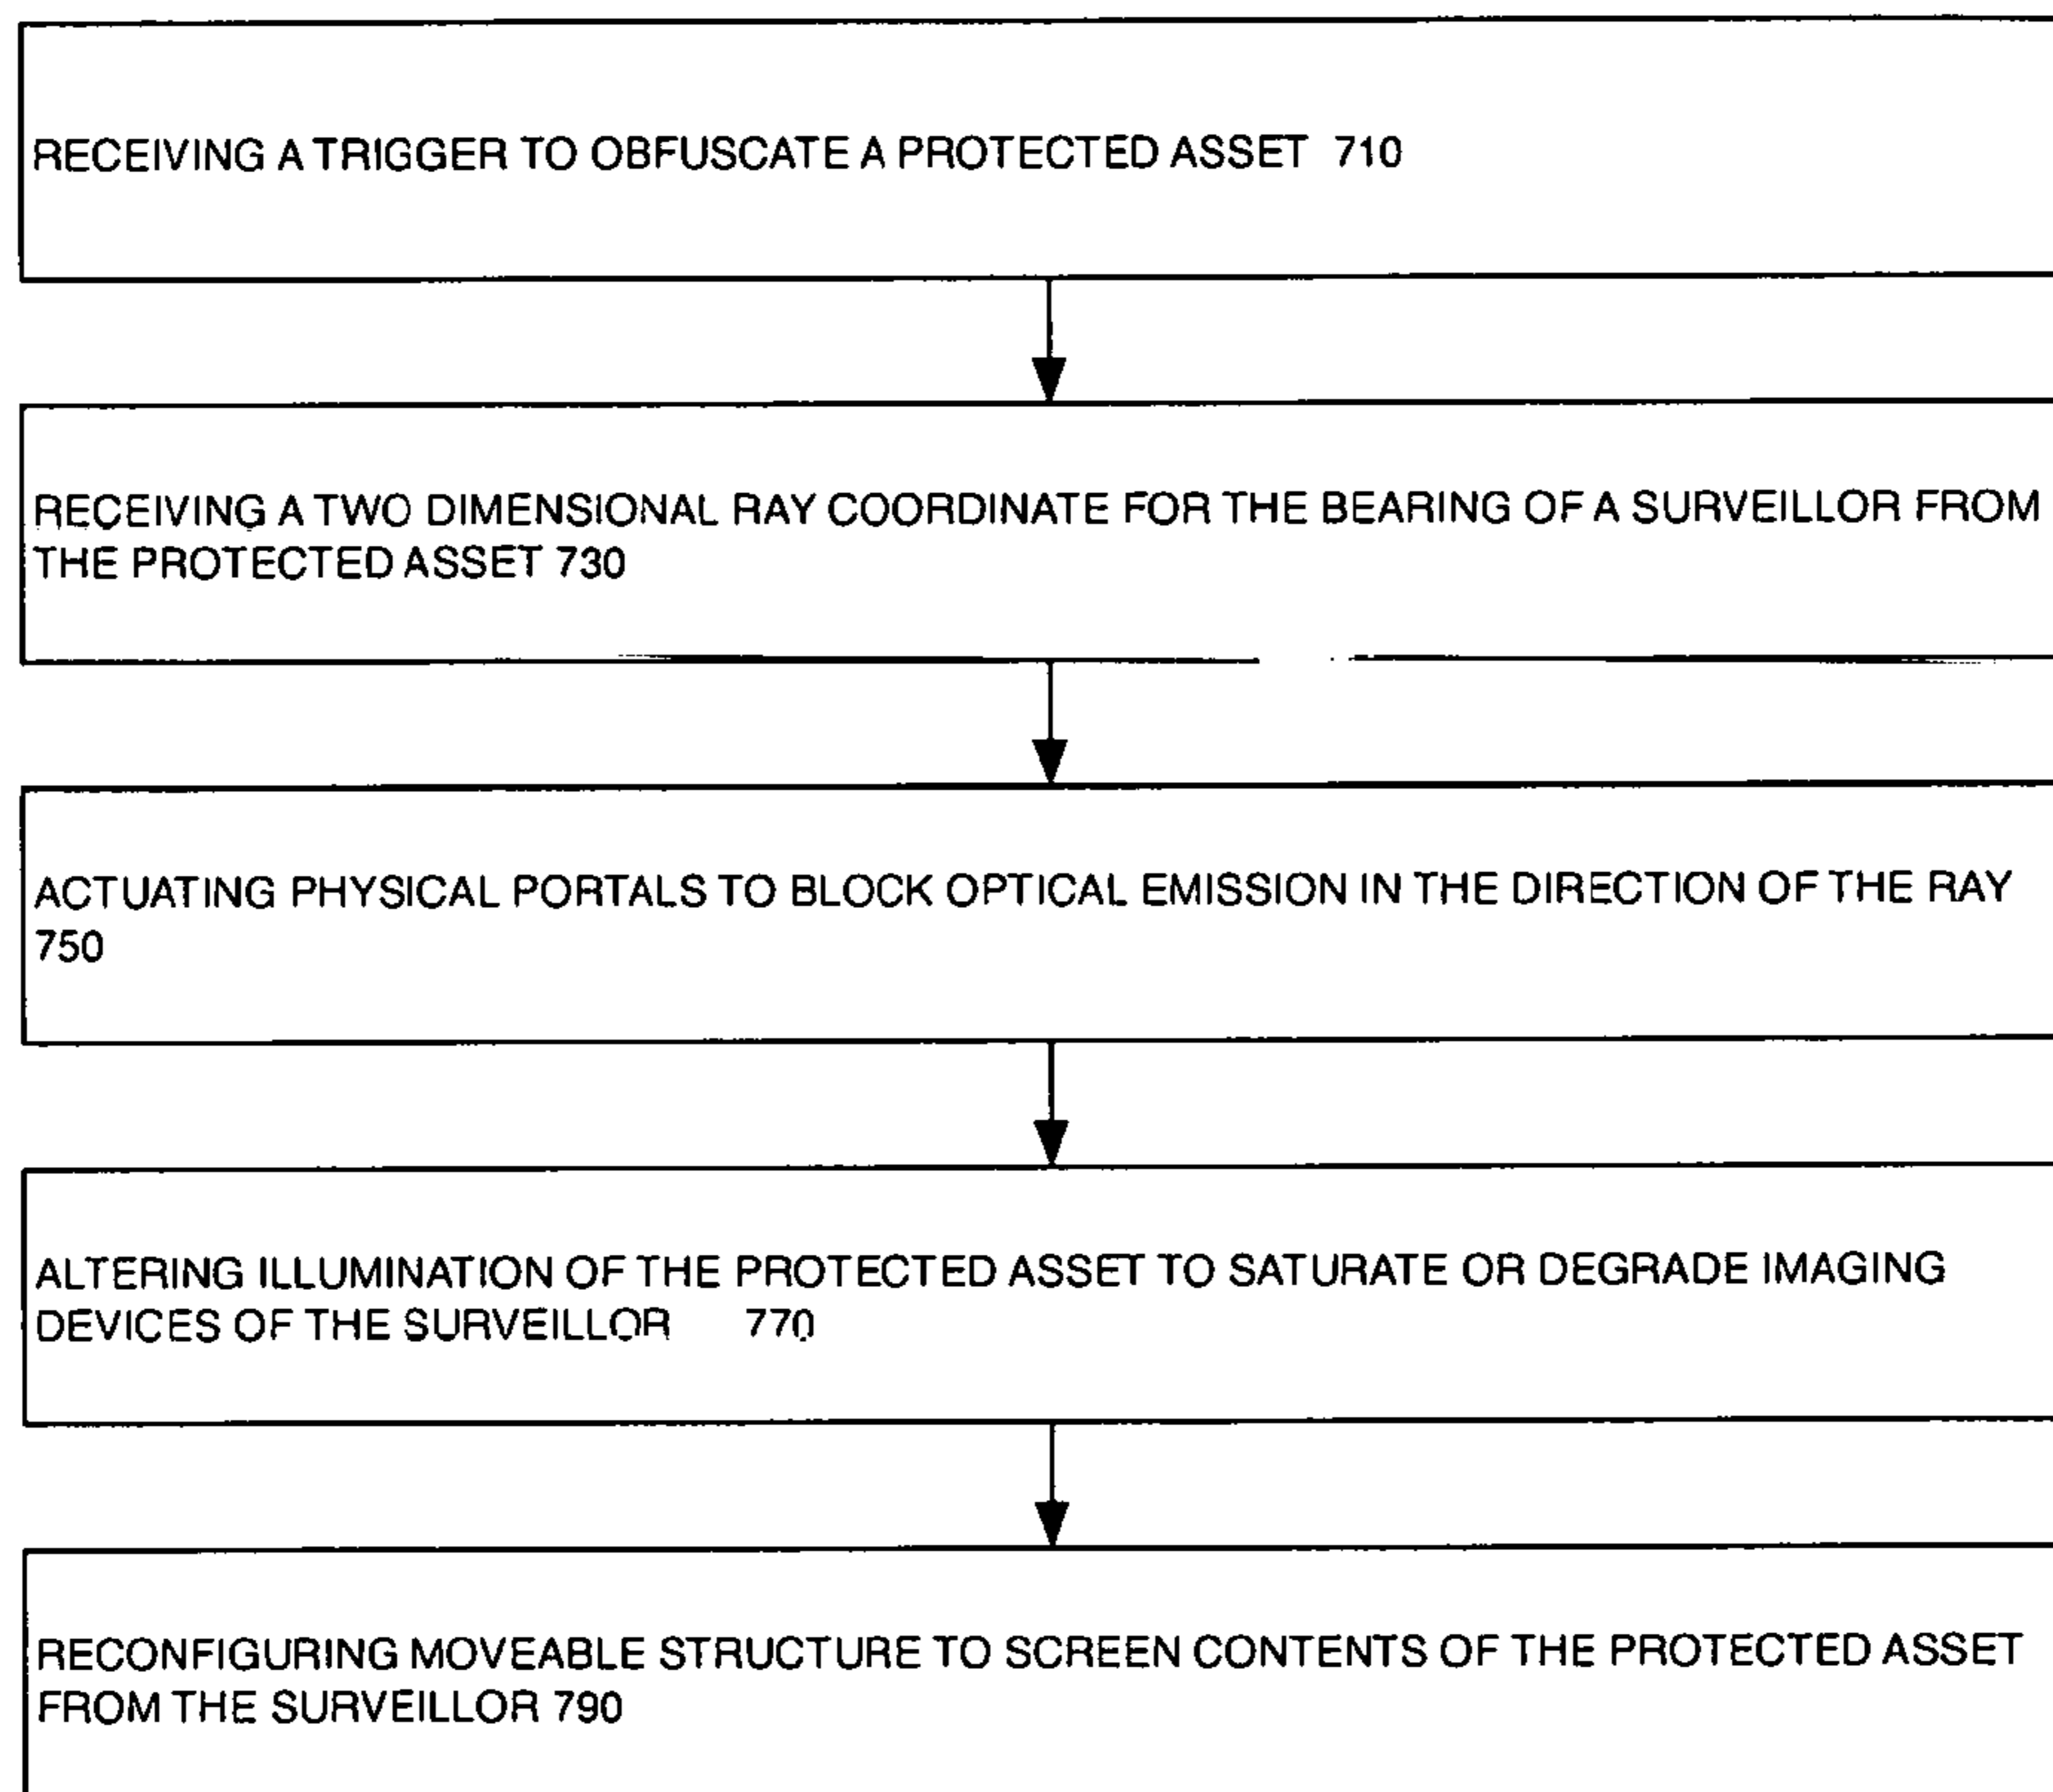 RECEIVING A TRIGGER TO OBFUSCATE A PROTECTED ASSET 710
RECEIVING A TWO DIMENSIONAL RAY COORDINATE FOR THE BEARING OF A SURVEILLOR FROM
THE PROTECTED ASSET 730
ACTUATING PHYSICAL PORTALS TO BLOCK OPTICAL EMISSION IN THE DIRECTION OF THE RAY
750
ALTERING ILLUMINATION OF THE PROTECTED ASSET TO SATURATE OR DEGRADE IMAGING
DEVICES OF THE SURVEILLOR 770
RECONFIGURING MOVEABLE STRUCTURE TO SCREEN CONTENTS OF THE PROTECTED ASSET
FROM THE SURVEILLOR 790